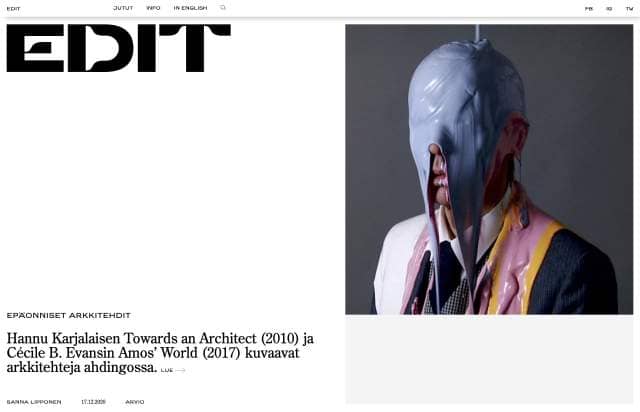 EDIT
JUTUT INFO IN ENGLISH
FB IG TW
EDIT
EPÄONNISET ARKKITEHDIT
Hannu Karjalaisen Towards an Architect (2010) ja
Cécile B. Evansin Amos' World (2017) kuvaavat
arkkitehteja ahdingossa. LUE →
SANNA LIPPONEN 17.12.2020 ARVIO